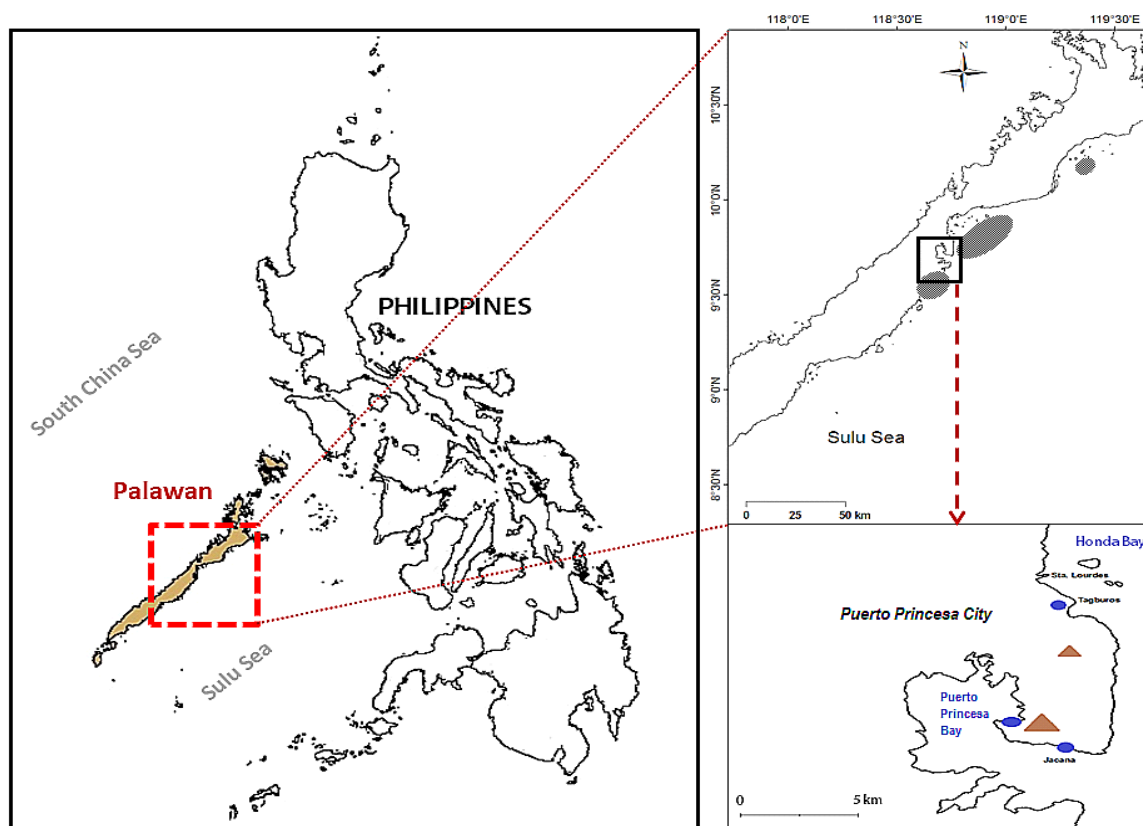 PHILIPPINES
South China Sea
Palawan
Sulu Sea
118°0'E
118°30'E
119°0'E
119°30'E
N
10°30'N
10°0'N
9°30'N
9°0'N
8°30'N
Sulu Sea
0 25 50 km
Honda Bay
Sta. Lourdes
Tagburos
Puerto Princesa City
Puerto
Princesa
Bay
Jacana
0 5 km